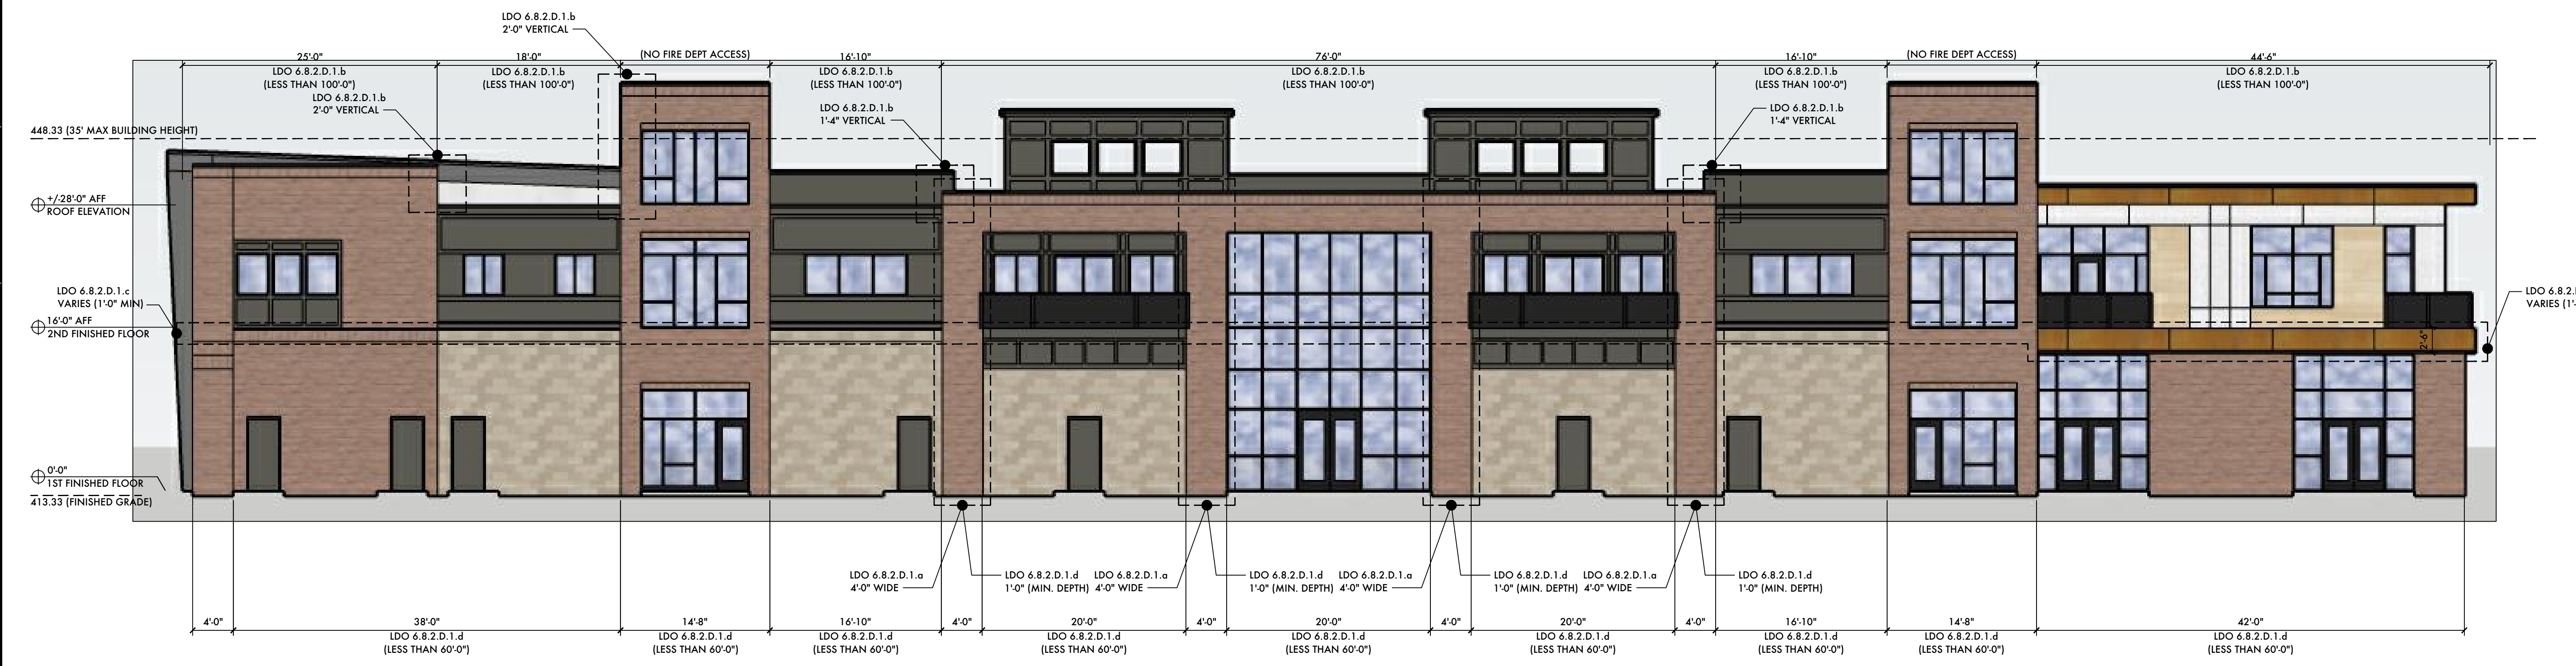 LDO 6.8.2.D.1.b
2'-0" VERTICAL
25'-0"
LDO 6.8.2.D.1.b
(LESS THAN 100'-0")
18'-0"
LDO 6.8.2.D.1.b
(LESS THAN 100'-0")
(NO FIRE DEPT ACCESS)
16'-10"
LDO 6.8.2.D.1.b
(LESS THAN 100'-0")
76'-0"
LDO 6.8.2.D.1.b
(LESS THAN 100'-0")
16'-10"
LDO 6.8.2.D.1.b
(LESS THAN 100'-0")
(NO FIRE DEPT ACCESS)
44'-6"
LDO 6.8.2.D.1.b
(LESS THAN 100'-0")
LDO 6.8.2.D.1.b
2'-0" VERTICAL
LDO 6.8.2.D.1.b
1'-4" VERTICAL
LDO 6.8.2.D.1.b
1'-4" VERTICAL
448.33 (35' MAX BUILDING HEIGHT)
+/-28'-0" AFF
ROOF ELEVATION
LDO 6.8.2.D.1.c
VARIES (1'-0" MIN)
LDO 6.8.2.
VARIES (1'-
16'-0" AFF
2ND FINISHED FLOOR
2'-6"
0'-0"
1ST FINISHED FLOOR
413.33 (FINISHED GRADE)
LDO 6.8.2.D.1.a
4'-0" WIDE
LDO 6.8.2.D.1.d
1'-0" (MIN. DEPTH)
LDO 6.8.2.D.1.a
4'-0" WIDE
LDO 6.8.2.D.1.d
1'-0" (MIN. DEPTH)
LDO 6.8.2.D.1.a
4'-0" WIDE
LDO 6.8.2.D.1.d
1'-0" (MIN. DEPTH)
LDO 6.8.2.D.1.a
4'-0" WIDE
LDO 6.8.2.D.1.d
1'-0" (MIN. DEPTH)
4'-0"
38'-0"
LDO 6.8.2.D.1.d
(LESS THAN 60'-0")
14'-8"
LDO 6.8.2.D.1.d
(LESS THAN 60'-0")
16'-10"
LDO 6.8.2.D.1.d
(LESS THAN 60'-0")
4'-0"
20'-0"
LDO 6.8.2.D.1.d
(LESS THAN 60'-0")
4'-0"
20'-0"
LDO 6.8.2.D.1.d
(LESS THAN 60'-0")
4'-0"
20'-0"
LDO 6.8.2.D.1.d
(LESS THAN 60'-0")
4'-0"
16'-10"
LDO 6.8.2.D.1.d
(LESS THAN 60'-0")
14'-8"
LDO 6.8.2.D.1.d
(LESS THAN 60'-0")
42'-0"
LDO 6.8.2.D.1.d
(LESS THAN 60'-0")